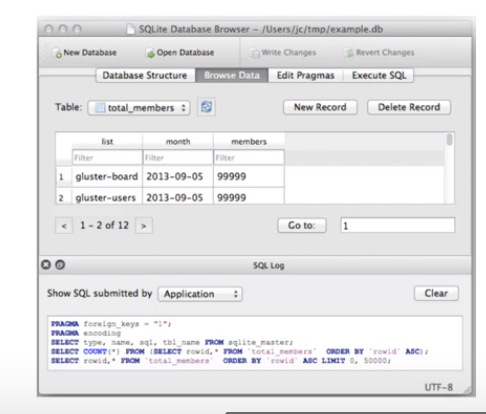 SQLite Database Browser - /Users/jc/tmp/example.db
New Database Open Database Write Changes Revert Changes
Database Structure Browse Data Edit Pragmas Execute SQL
Table: total_members New Record Delete Record
list month members
Filter Filter Filter
1 gluster-board 2013-09-05 99999
2 gluster-users 2013-09-05 99999
< 1 - 2 of 12 > Go to: 1
SQL Log
Show SQL submitted by Application Clear
PRAGMA foreign_keys = "1";
PRAGMA encoding
SELECT type, name, sql, tbl_name FROM sqlite_master;
SELECT COUNT(*) FROM (SELECT rowid,* FROM `total_members` ORDER BY `rowid` ASC);
SELECT rowid,* FROM `total_members` ORDER BY `rowid` ASC LIMIT 0, 50000;
UTF-8